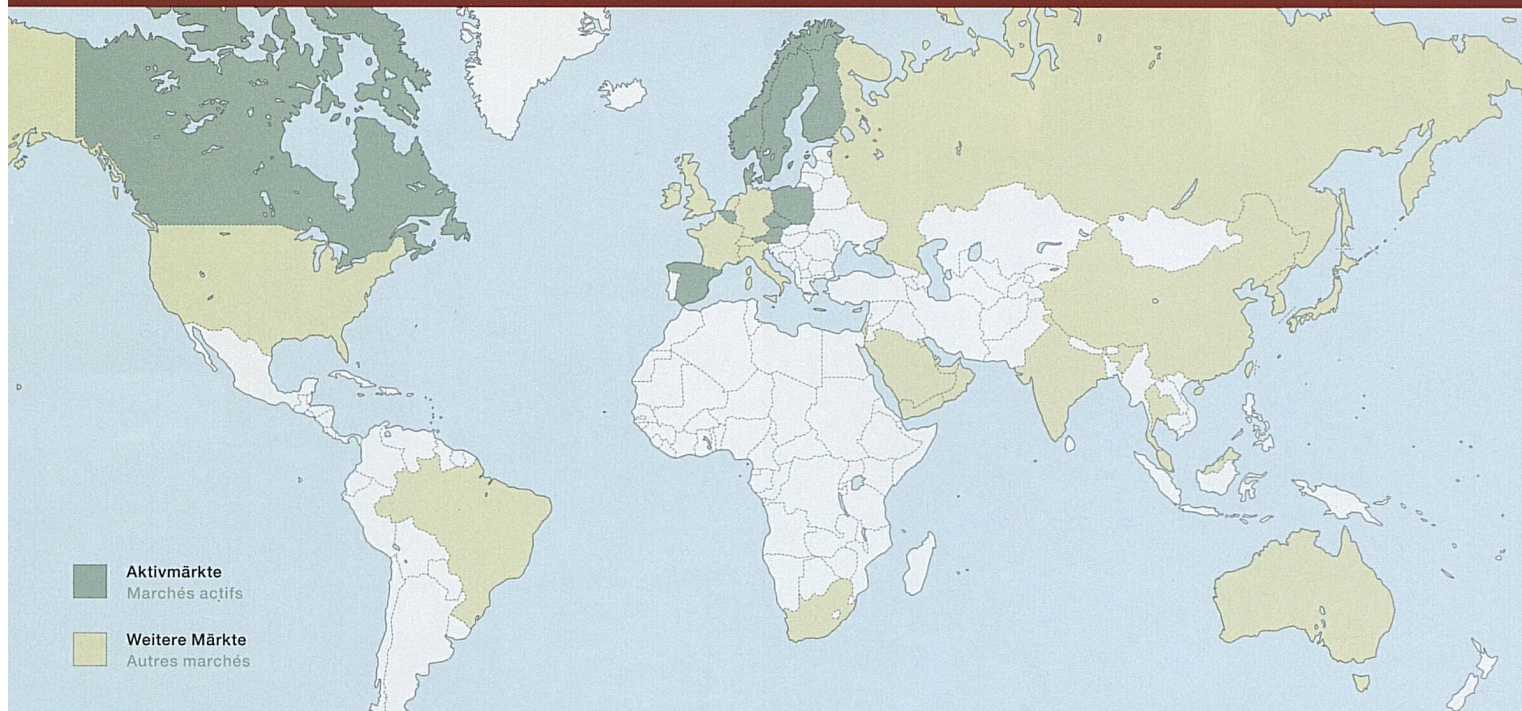 Aktivmärkte
Marchés actifs
Weitere Märkte
Autres marchés